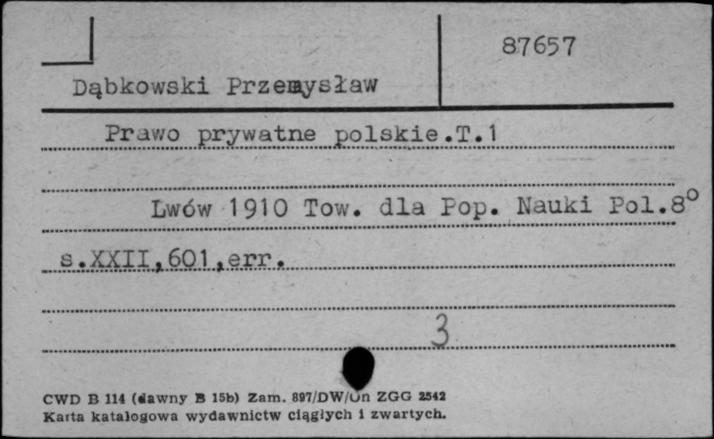 87657
Dąbkowski Przemysław
Prawo prywatne polskie.T.1
Lwów 1910 Tow. dla Pop. Nauki Pol.8°
s.XXII,601,err.
3
CWD B 114 (dawny B 15b) Zam. 897/DW/Un ZGG 2542
Karta katalogowa wydawnictw ciągłych i zwartych.